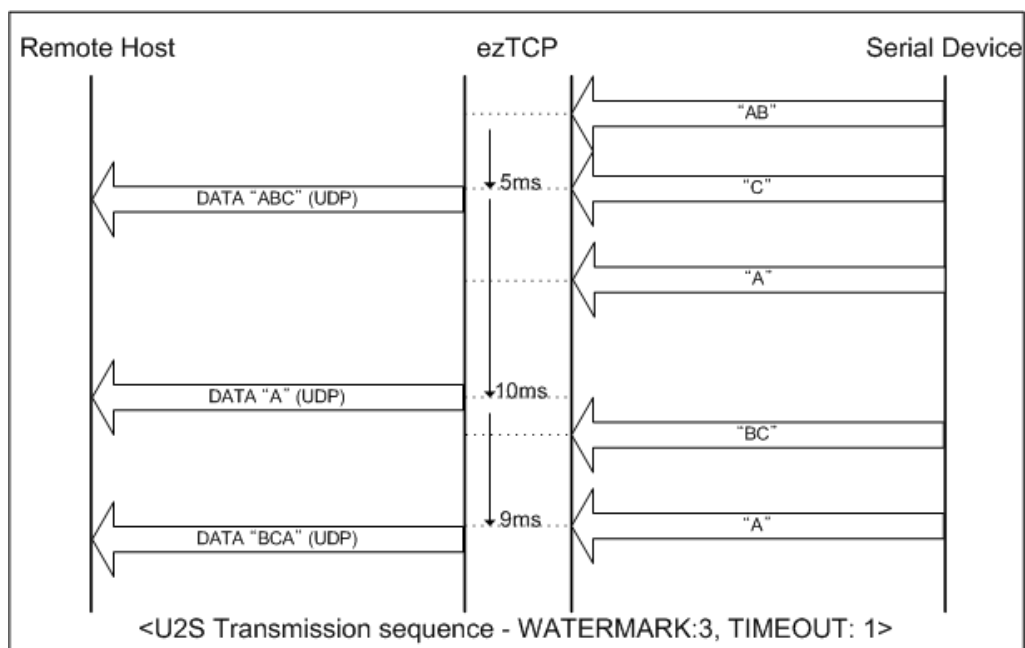 Remote Host ezTCP Serial Device
"AB"
5ms
"C"
DATA "ABC" (UDP)
"A"
10ms
DATA "A" (UDP)
"BC"
9ms
"A"
DATA "BCA" (UDP)
<U2S Transmission sequence - WATERMARK:3, TIMEOUT: 1>